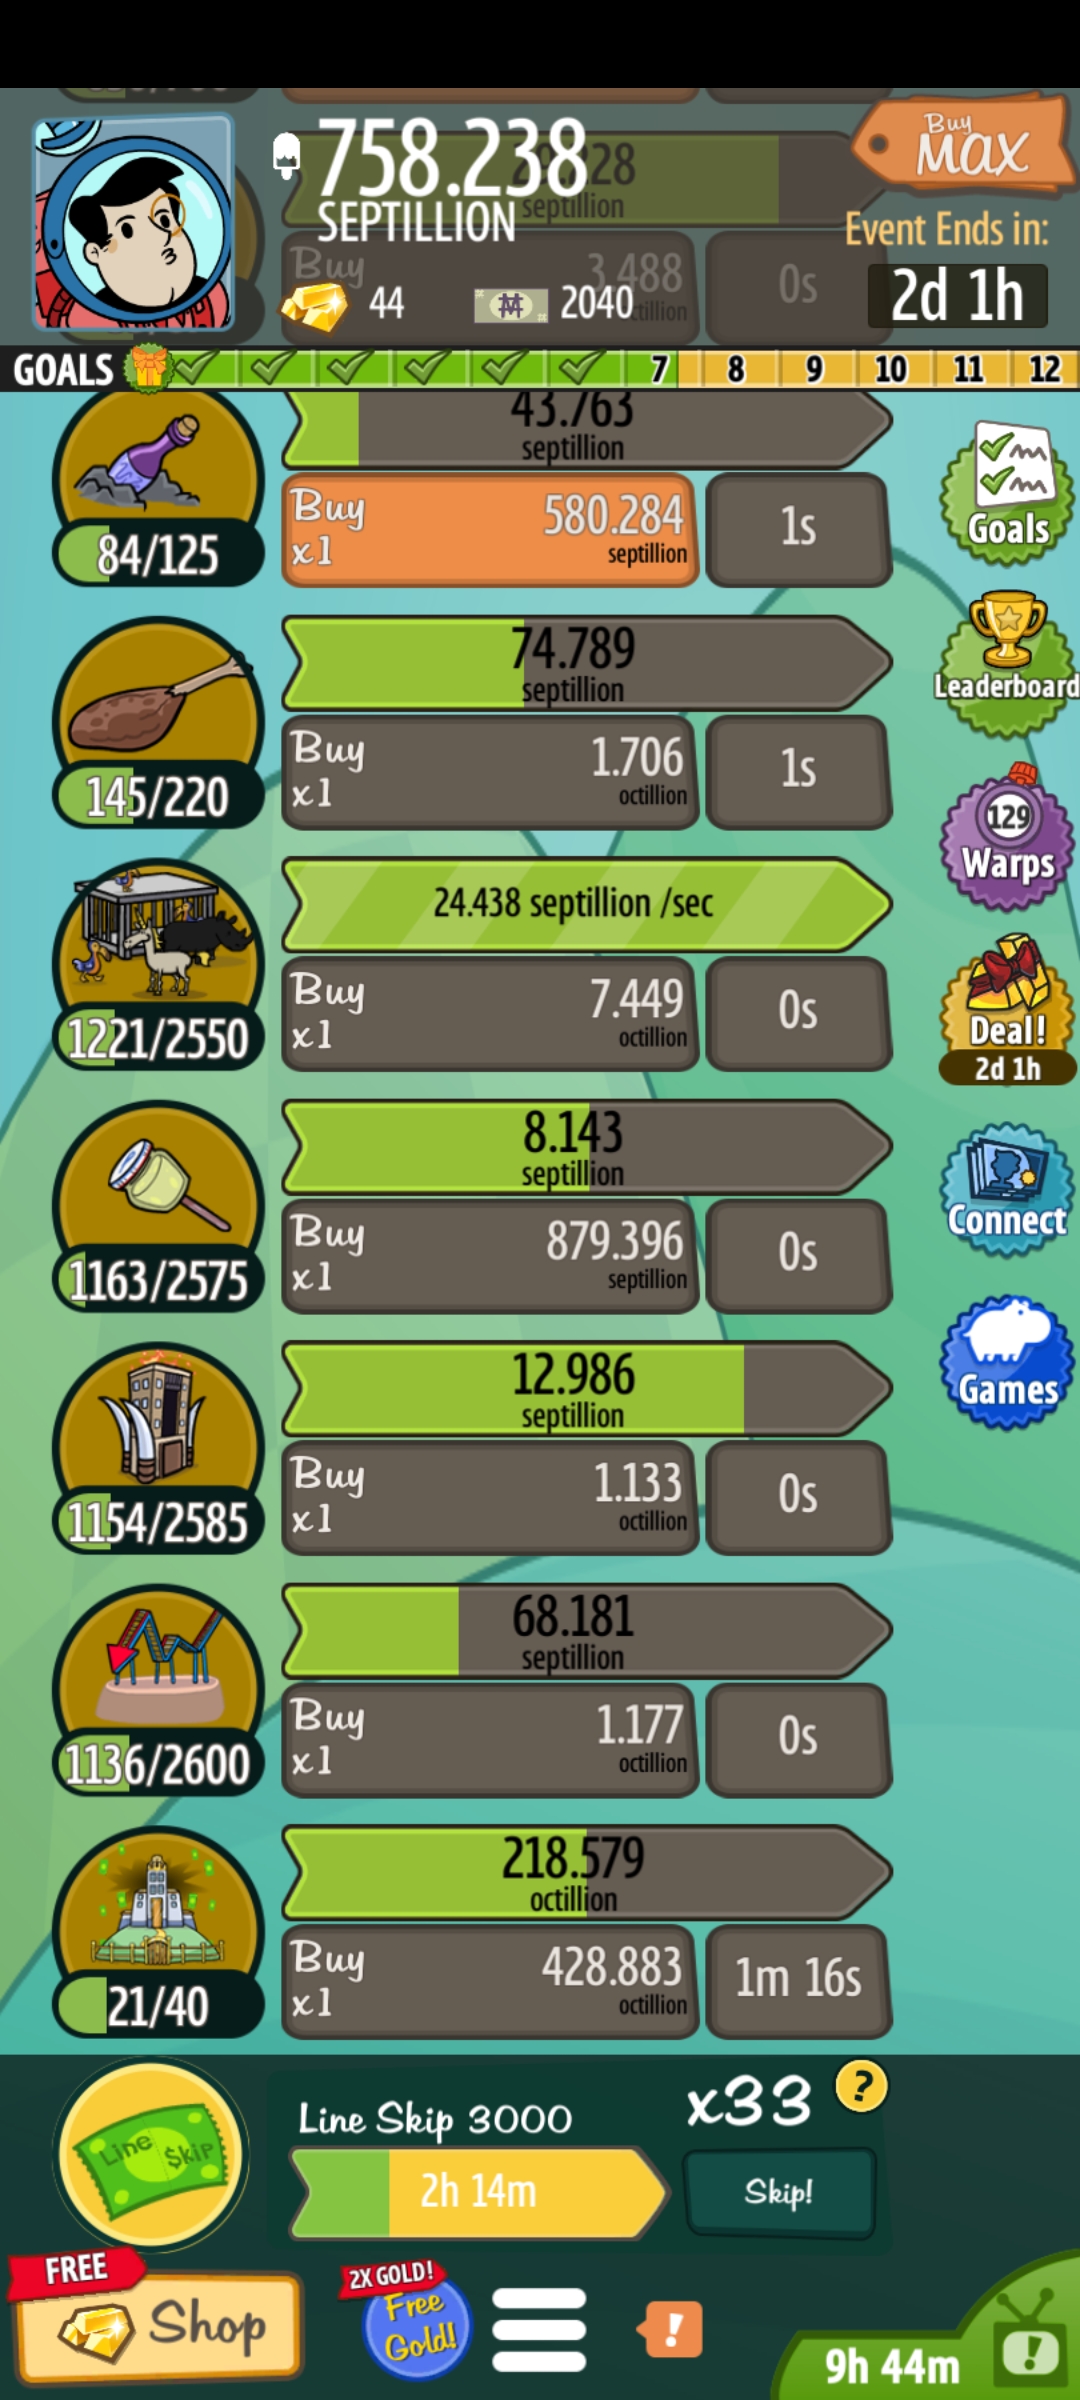 758.238
SEPTILLION
Buy
MAX
septillion
Buy
3.488
0s
44
2040
Event Ends in:
2d 1h
GOALS
7
8
9
10
11
12
43.763
septillion
Buy
x1
580.284
septillion
1s
84/125
Goals
74.789
septillion
Buy
x1
1.706
octillion
1s
145/220
Leaderboard
129
Warps
24.438 septillion /sec
Buy
x1
7.449
octillion
0s
1221/2550
Deal!
2d 1h
8.143
septillion
Buy
x1
879.396
septillion
0s
1163/2575
Connect
12.986
septillion
Buy
x1
1.133
octillion
0s
1154/2585
Games
68.181
septillion
Buy
x1
1.177
octillion
0s
1136/2600
218.579
octillion
Buy
x1
428.883
octillion
1m 16s
21/40
Line $kip
Line Skip 3000
x33
?
2h 14m
Skip!
FREE
Shop
2X GOLD!
Free
Gold!
!
9h 44m
!